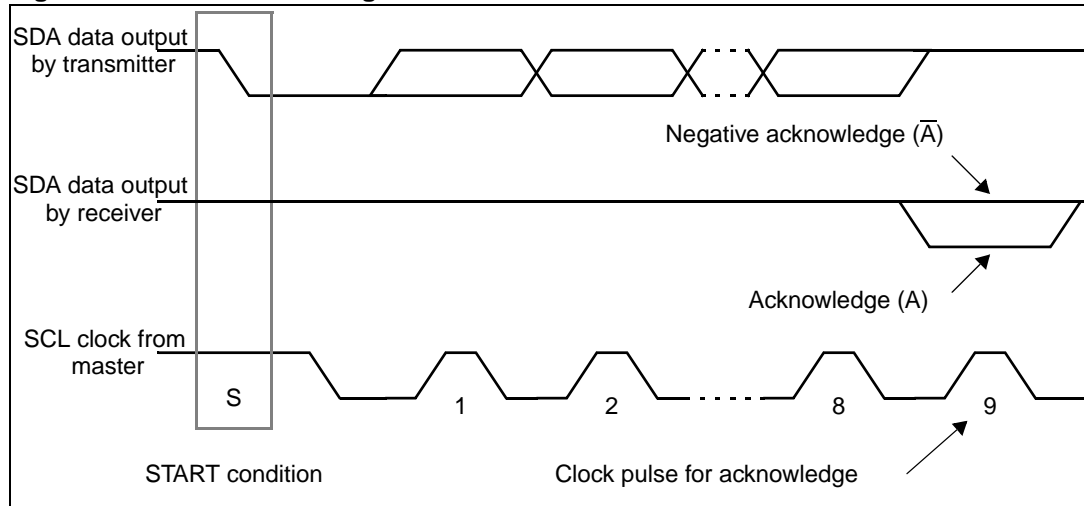 SDA data output
by transmitter
Negative acknowledge (A̅)
SDA data output
by receiver
Acknowledge (A)
SCL clock from
master
S
1
2
8
9
START condition
Clock pulse for acknowledge